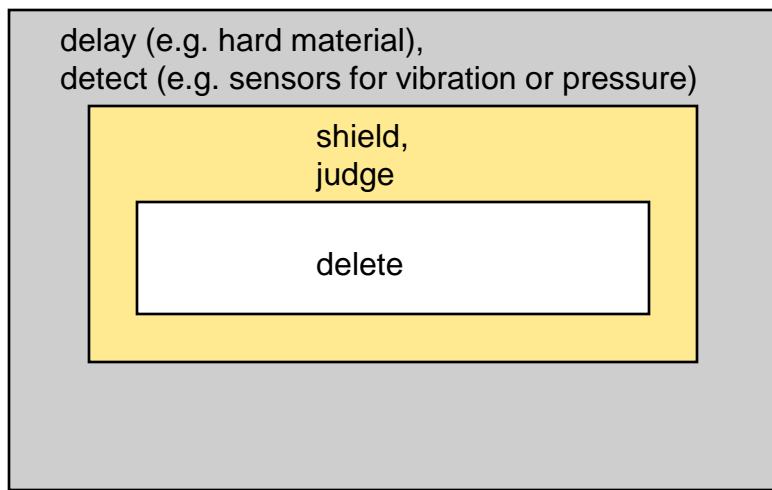 delay (e.g. hard material),
detect (e.g. sensors for vibration or pressure)
shield,
judge
delete